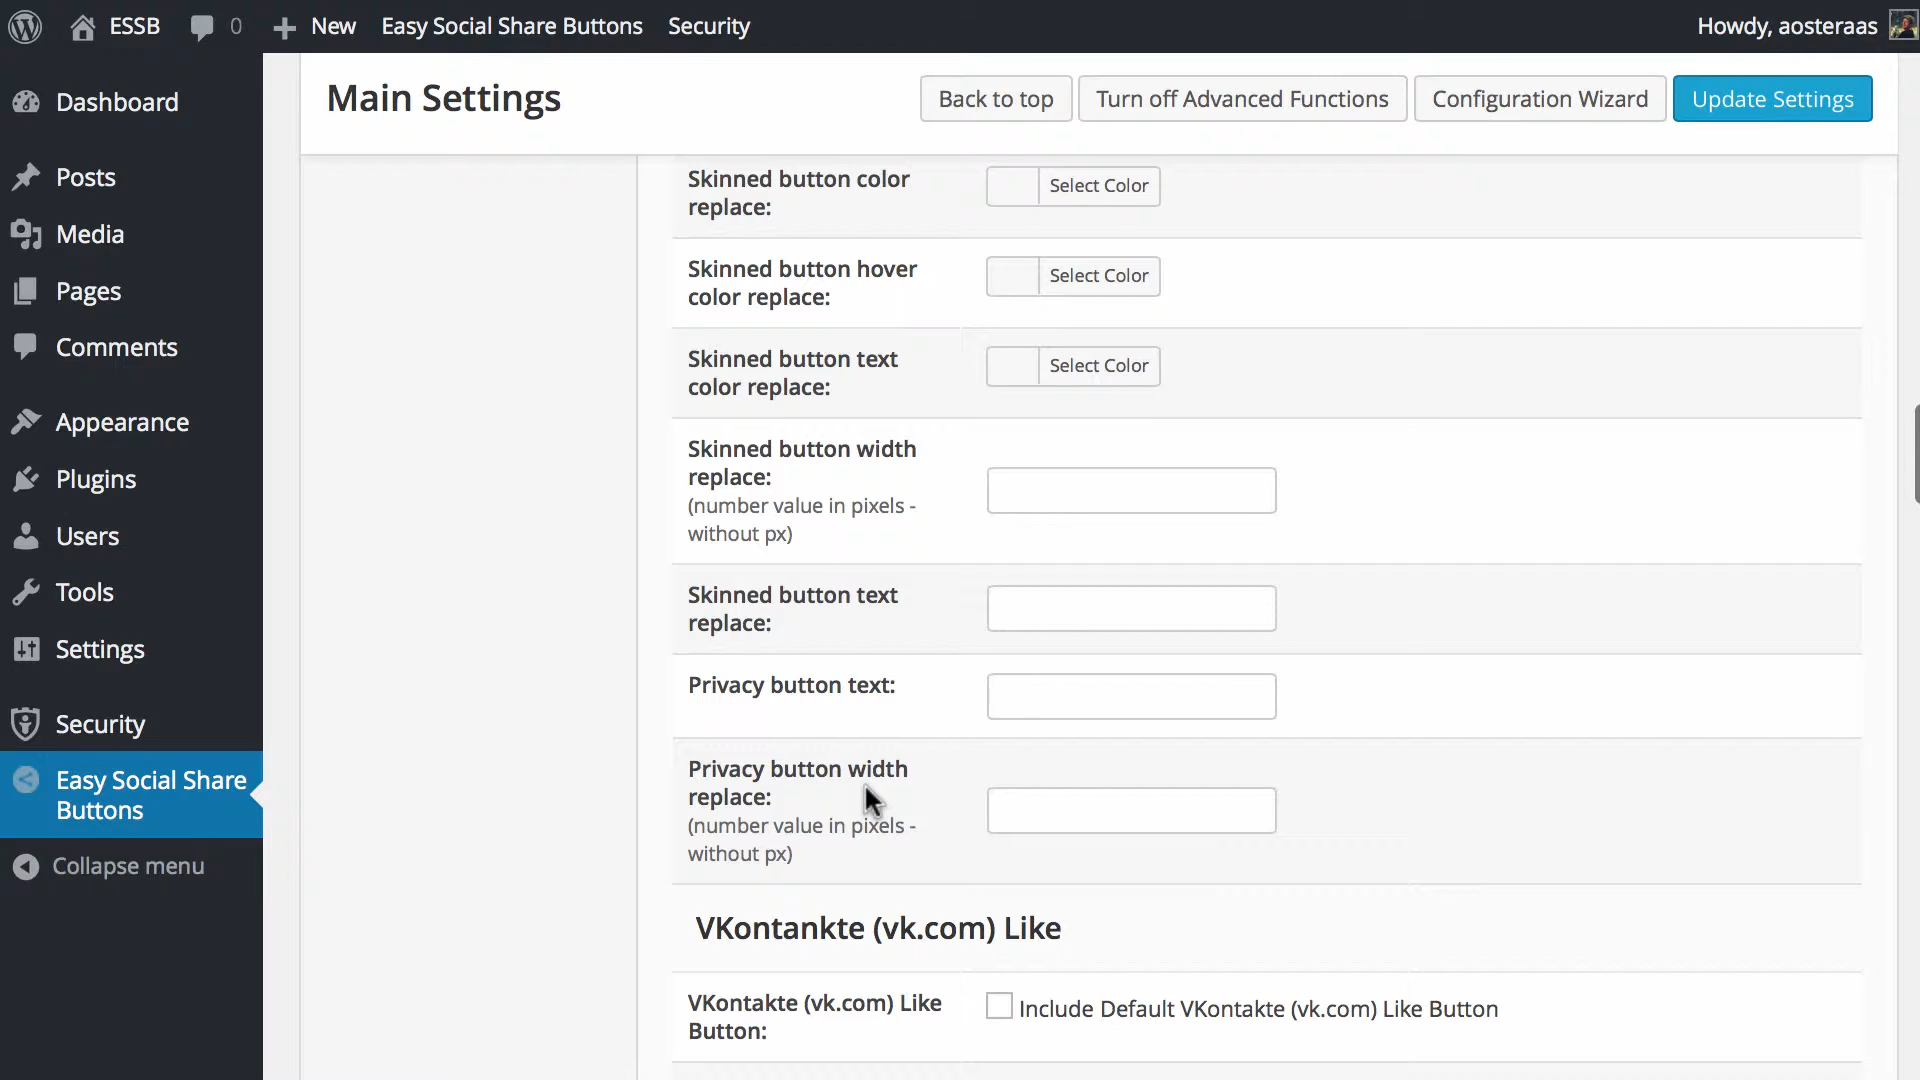 ESSB 0 New Easy Social Share Buttons Security Howdy, aosteraas
Dashboard
Posts
Media
Pages
Comments
Appearance
Plugins
Users
Tools
Settings
Security
Easy Social Share
Buttons
Collapse menu
Main Settings Back to top Turn off Advanced Functions Configuration Wizard Update Settings
Skinned button color
replace:
Select Color
Skinned button hover
color replace:
Select Color
Skinned button text
color replace:
Select Color
Skinned button width
replace:
(number value in pixels -
without px)
Skinned button text
replace:
Privacy button text:
Privacy button width
replace:
(number value in pixels -
without px)
VKontankte (vk.com) Like
VKontakte (vk.com) Like
Button:
Include Default VKontakte (vk.com) Like Button